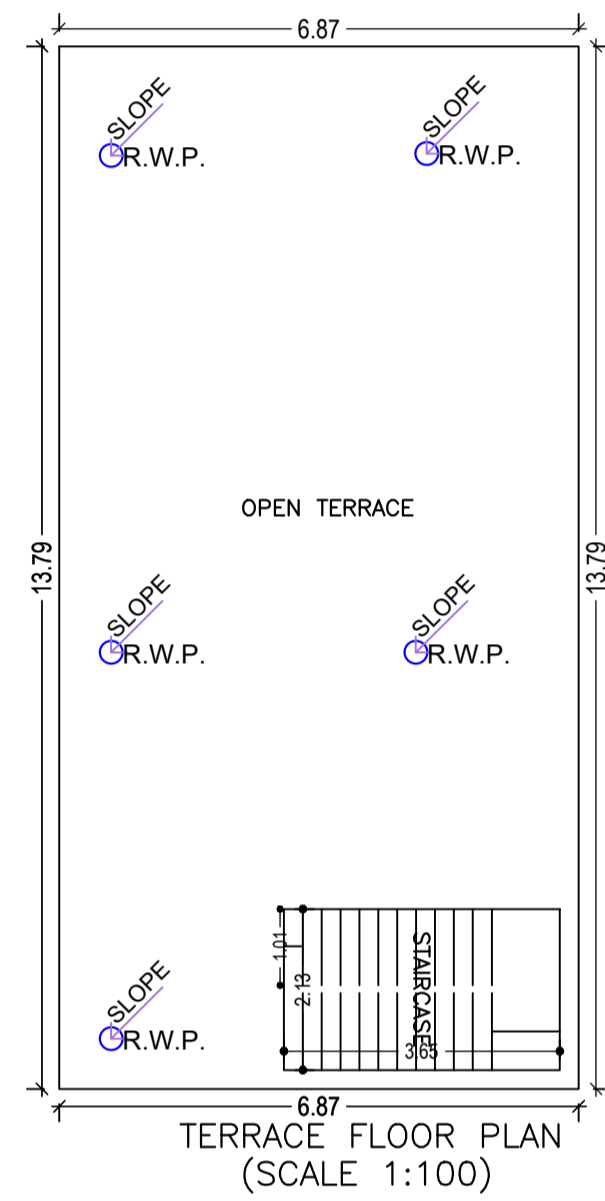 6.87
SLOPE
R.W.P.
SLOPE
R.W.P.
OPEN TERRACE
13.79
13.79
SLOPE
R.W.P.
SLOPE
R.W.P.
1.01
2.13
STAIRCASE
3.65
SLOPE
R.W.P.
6.87
TERRACE FLOOR PLAN
(SCALE 1:100)